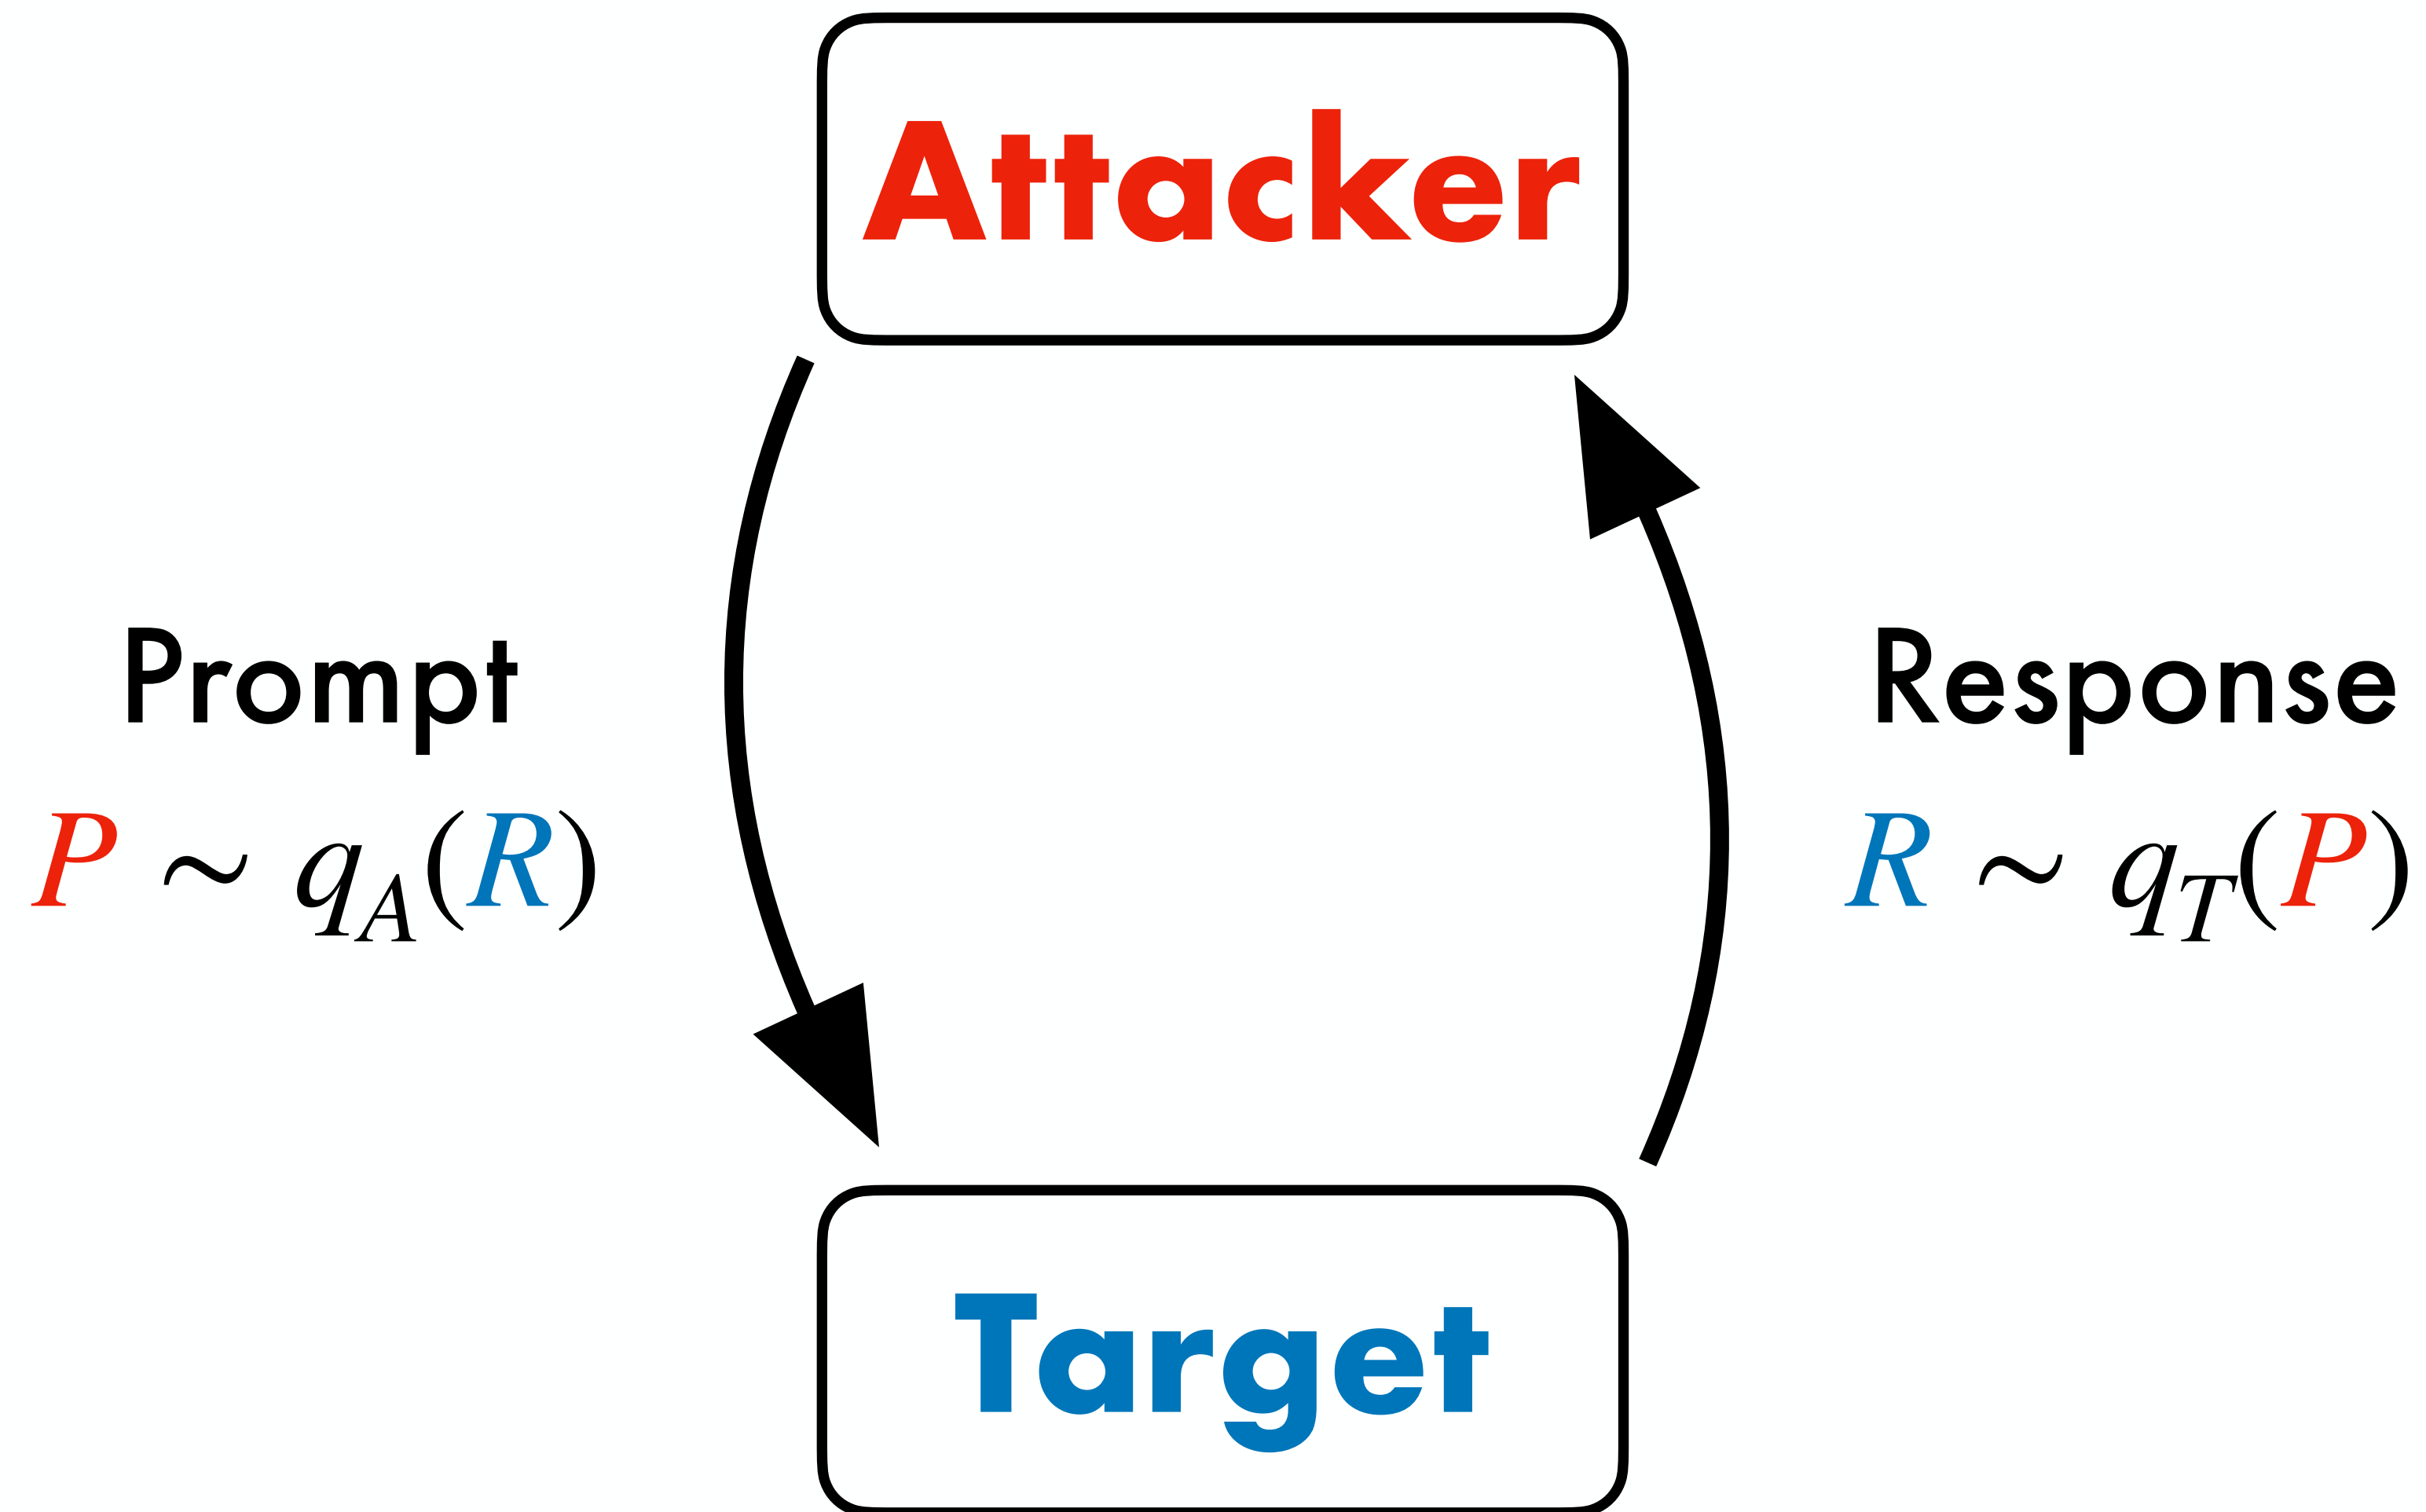 Attacker
Prompt
P ~ q_A(R)
Response
R ~ q_T(P)
Target